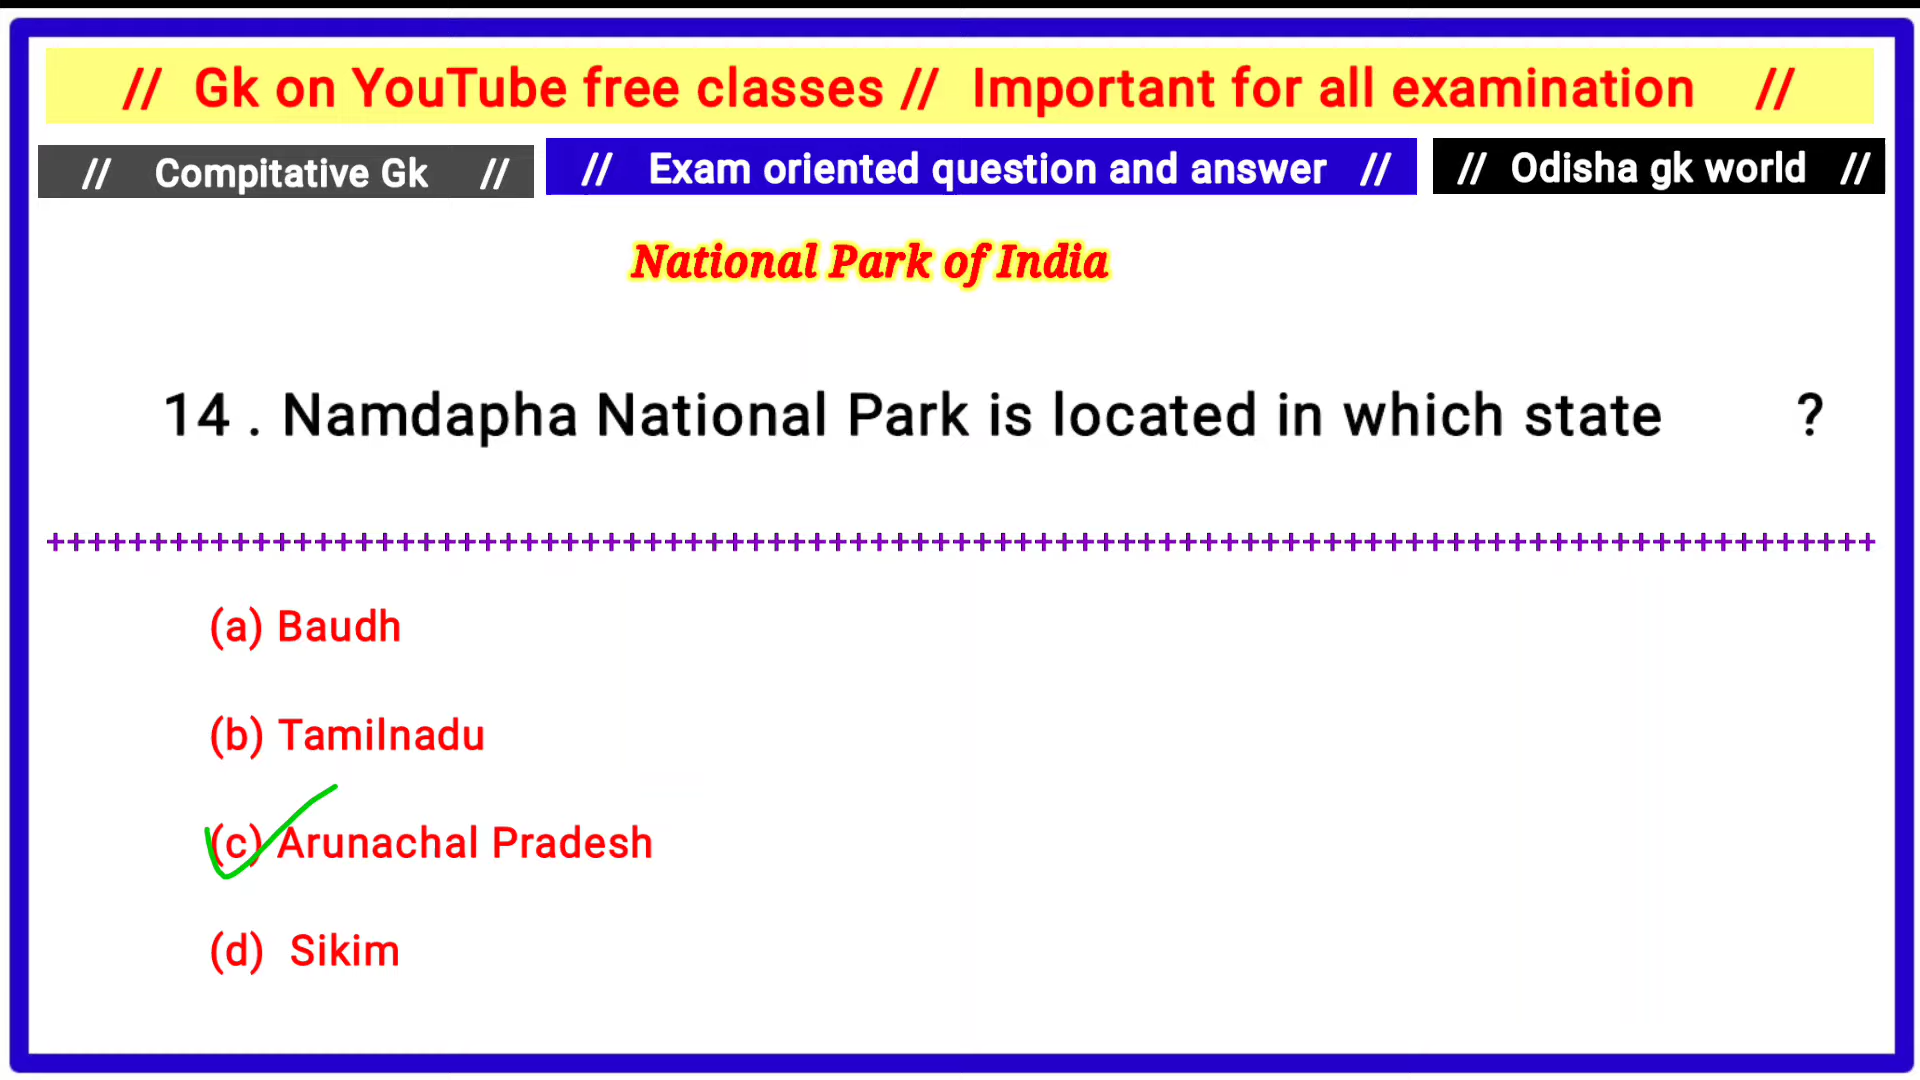 // Gk on YouTube free classes // Important for all examination //
// Compitative Gk // // Exam oriented question and answer // // Odisha gk world //
National Park of India
14 . Namdapha National Park is located in which state ?
++++++++++++++++++++++++++++++++++++++++++++++++++++++++++++++++++++++++++++++++++++++++
(a) Baudh
(b) Tamilnadu
(c) Arunachal Pradesh
(d) Sikim